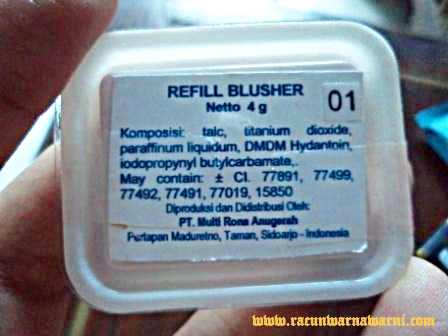 REFILL BLUSHER
Netto 4 g
01
Komposisi: talc, titanium dioxide,
paraffinum liquidum, DMDM Hydantoin,
iodopropynyl butylcarbamate,.
May contain: ± CI. 77891, 77499,
77492, 77491, 77019, 15850
Diproduksi dan Didistribusi Oleh:
PT. Multi Rona Anugerah
Puntapan Maduretno, Taman, Sidoarjo - Indonesia
www.racunwarnawarni.com